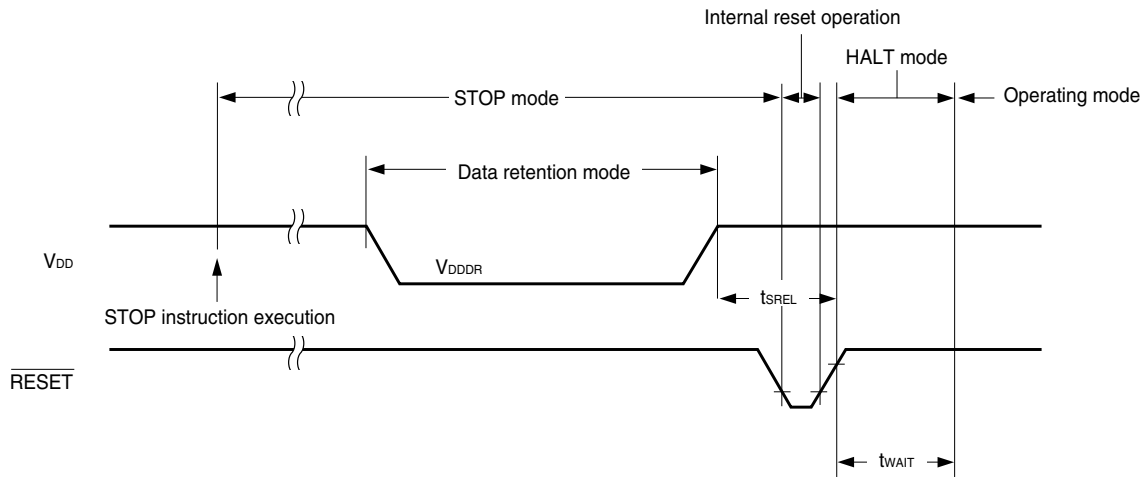 Internal reset operation
HALT mode
STOP mode
Operating mode
Data retention mode
VDD
VDDDR
tSREL
STOP instruction execution
RESET
tWAIT